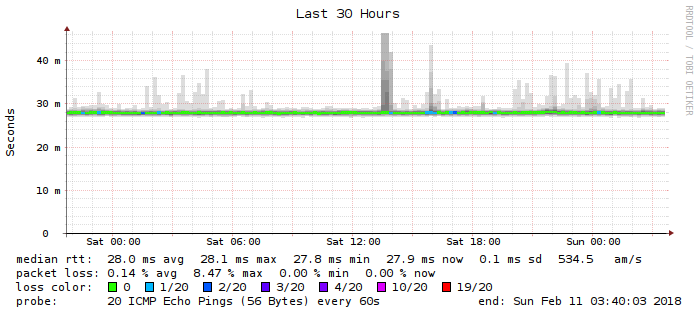 Last 30 Hours
RRDTOOL / TOBI OETIKER
Seconds
40 m
30 m
20 m
10 m
0
Sat 00:00 Sat 06:00 Sat 12:00 Sat 18:00 Sun 00:00
median rtt: 28.0 ms avg 28.1 ms max 27.8 ms min 27.9 ms now 0.1 ms sd 534.5 am/s
packet loss: 0.14 % avg 8.47 % max 0.00 % min 0.00 % now
loss color: 0 1/20 2/20 3/20 4/20 10/20 19/20
probe: 20 ICMP Echo Pings (56 Bytes) every 60s end: Sun Feb 11 03:40:03 2018